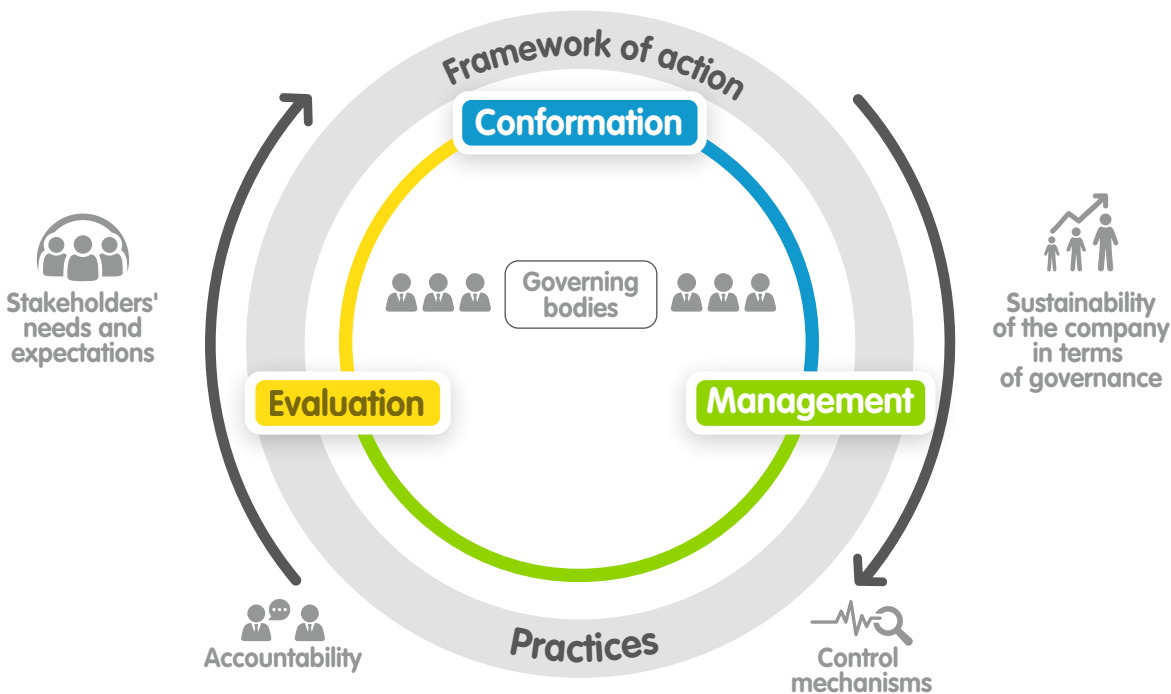 Framework of action
Conformation
Governing
bodies
Stakeholders'
needs and
expectations
Sustainability
of the company
in terms
of governance
Evaluation
Management
Practices
Accountability
Control
mechanisms